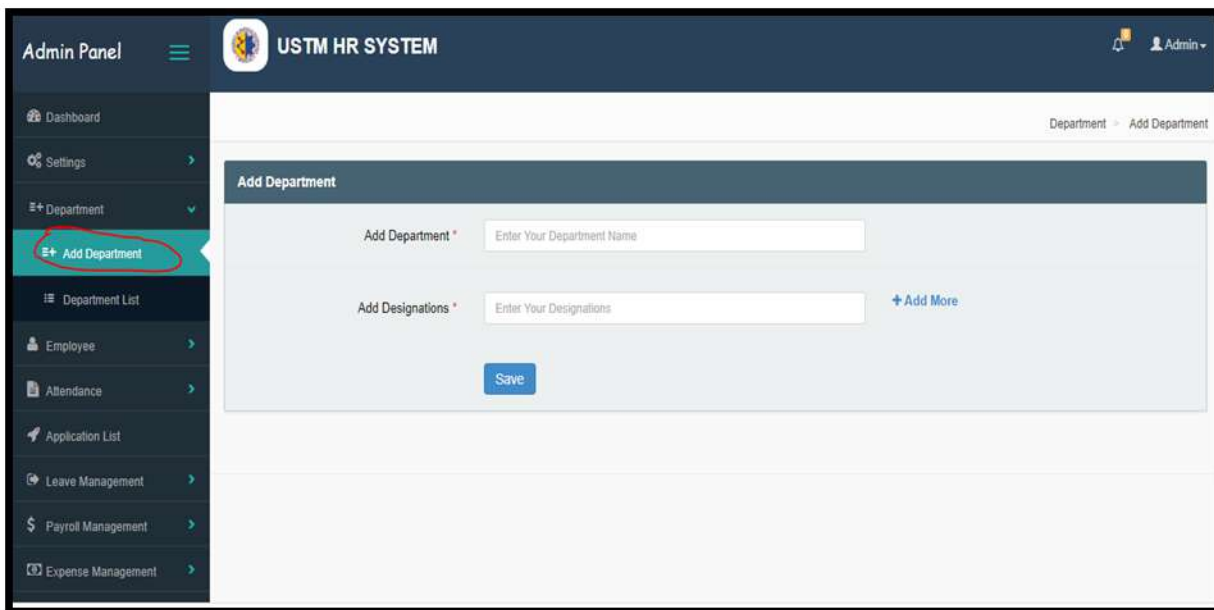 Admin Panel
USTM HR SYSTEM
Admin
Dashboard
Settings
Department
Add Department
Department List
Employee
Attendance
Application List
Leave Management
$ Payroll Management
Expense Management
Department > Add Department
Add Department
Add Department *
Enter Your Department Name
Add Designations *
Enter Your Designations
+ Add More
Save